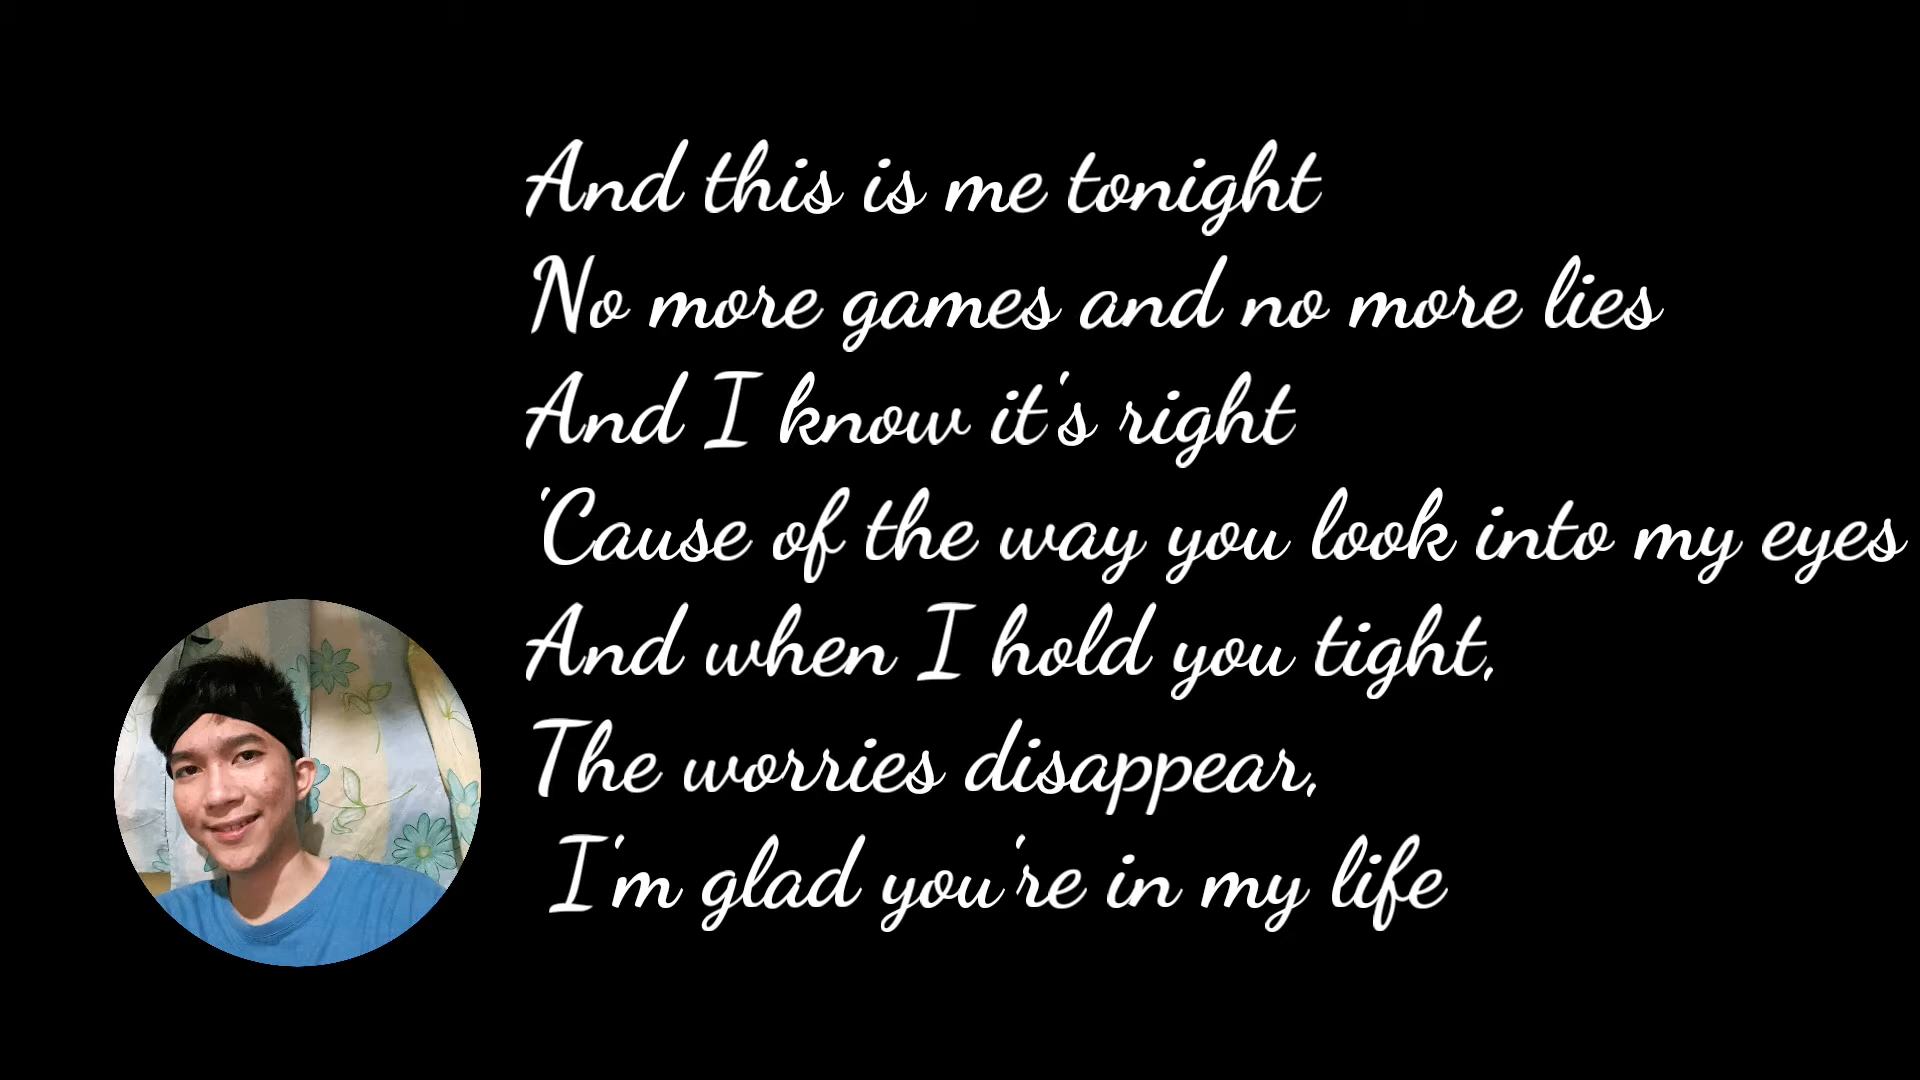 And this is me tonight
No more games and no more lies
And I know it's right
'Cause of the way you look into my eyes
And when I hold you tight,
The worries disappear,
I'm glad you're in my life